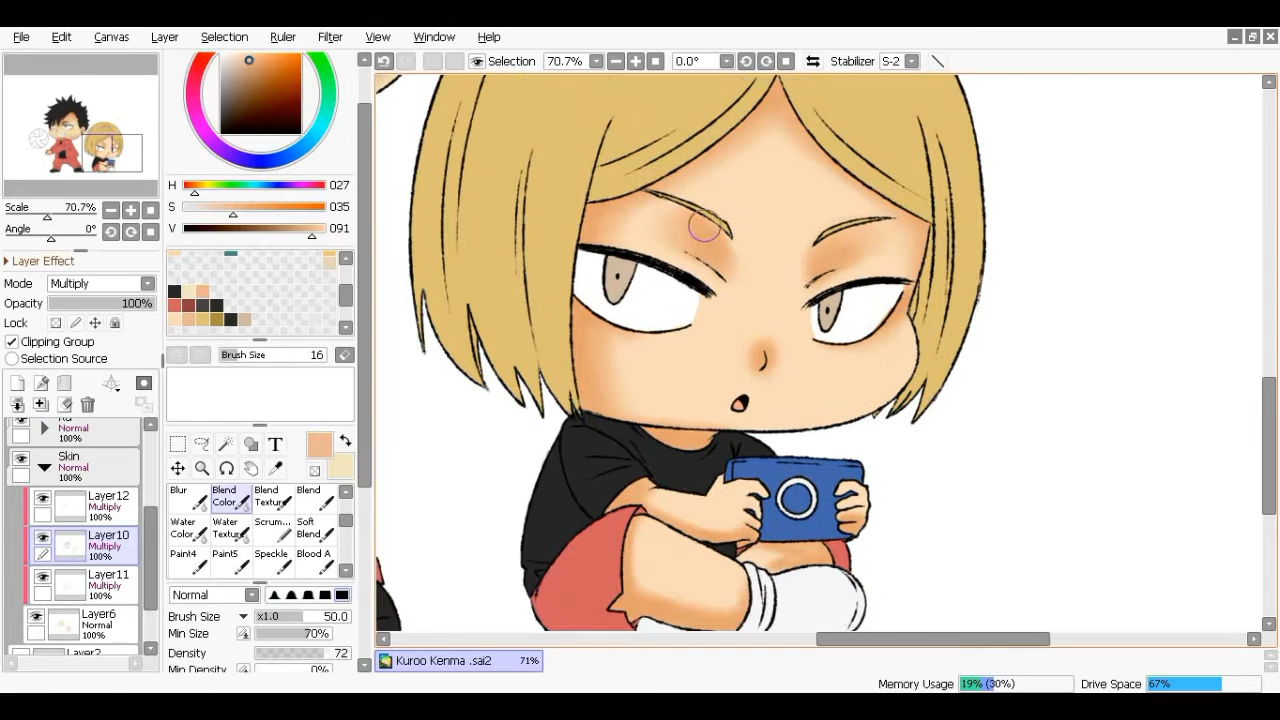 File Edit Canvas Layer Selection Ruler Filter View Window Help
Selection 70.7% 0.0° Stabilizer S-2
Scale 70.7%
Angle 0°
Layer Effect
Mode Multiply
Opacity 100%
Lock
Clipping Group
Selection Source
Normal
100%
Skin
Normal
100%
Layer12
Multiply
100%
Layer10
Multiply
100%
Layer11
Multiply
100%
Layer6
Normal
100%
H 027
S 035
V 091
Brush Size 16
T
Blur Blend Color Blend Texture Blend
Water Color Water Texture Scrum... Soft Blend
Paint4 Paint5 Speckle Blood A
Normal
Brush Size x1.0 50.0
Min Size 70%
Density 72
Min Density 0%
Kuroo Kenma .sai2 71%
Memory Usage 19% (30%) Drive Space 67%